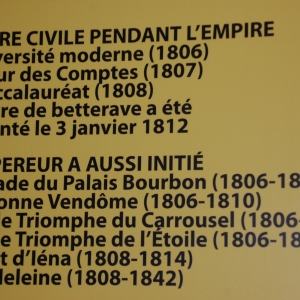 RE CIVILE PENDANT L'EMPIRE
versité moderne (1806)
ur des Comptes (1807)
ccalauréat (1808)
re de betterave a été
nté le 3 janvier 1812
PEREUR A AUSSI INITIÉ
ade du Palais Bourbon (1806-18
onne Vendôme (1806-1810)
e Triomphe du Carrousel (1806-
e Triomphe de l'Étoile (1806-18
t d'Iéna (1808-1814)
deleine (1808-1842)